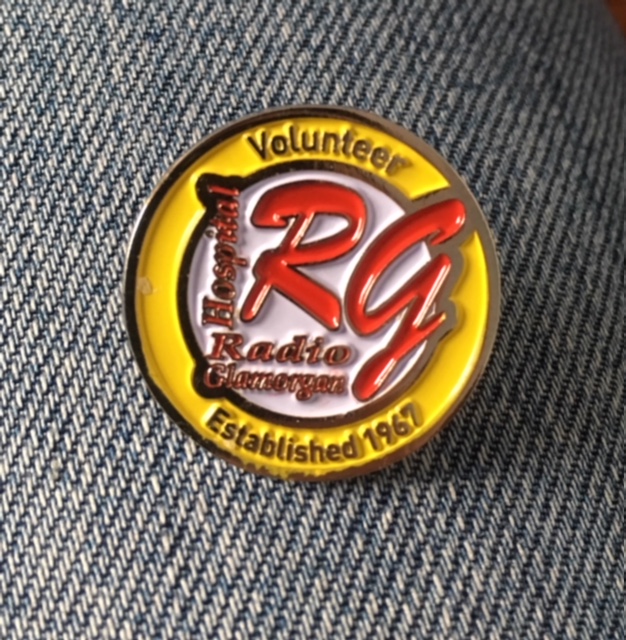 Volunteer
RG
Hospital
Radio
Glamorgan
Established 1967